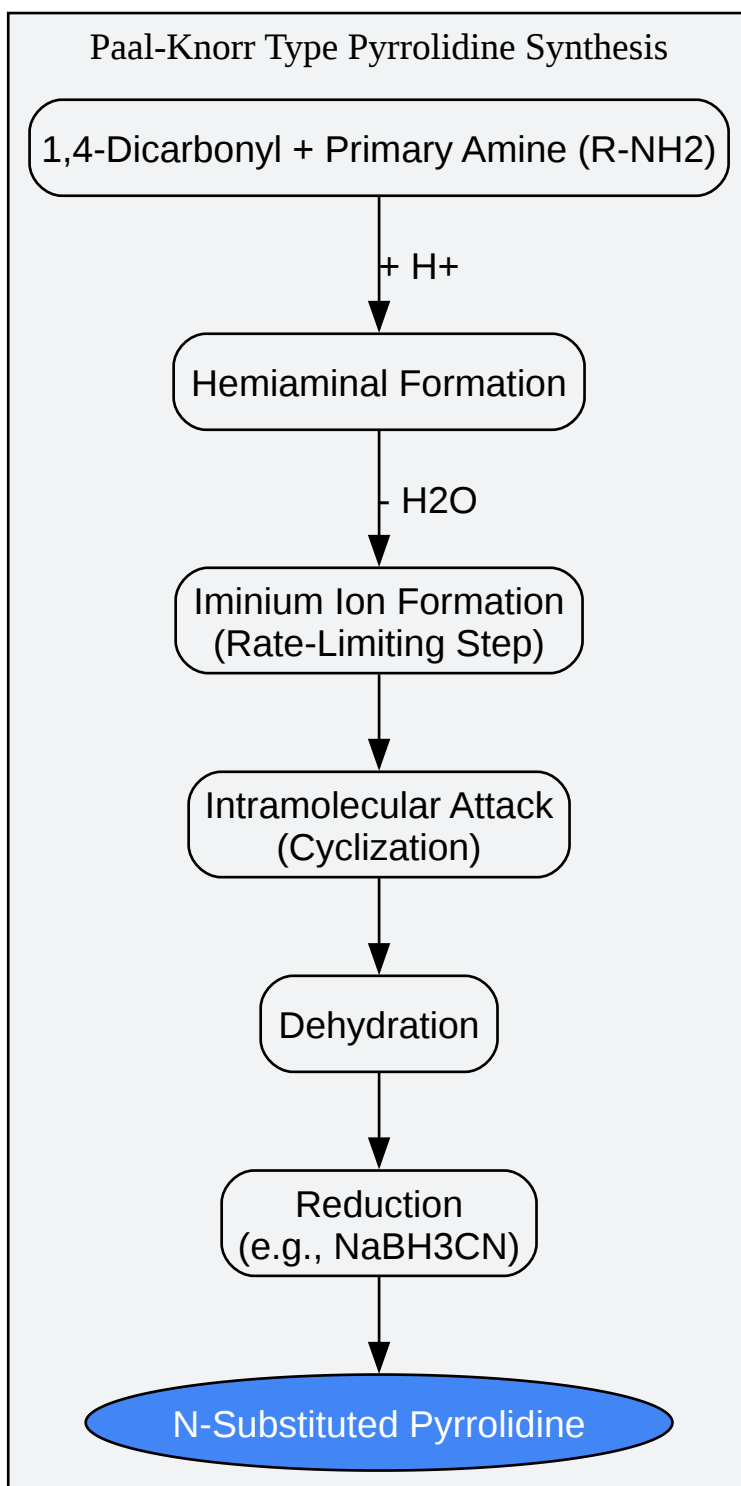 Paal-Knorr Type Pyrrolidine Synthesis
1,4-Dicarbonyl + Primary Amine (R-NH2)
+ H+
Hemiaminal Formation
- H2O
Iminium Ion Formation
(Rate-Limiting Step)
Intramolecular Attack
(Cyclization)
Dehydration
Reduction
(e.g., NaBH3CN)
N-Substituted Pyrrolidine